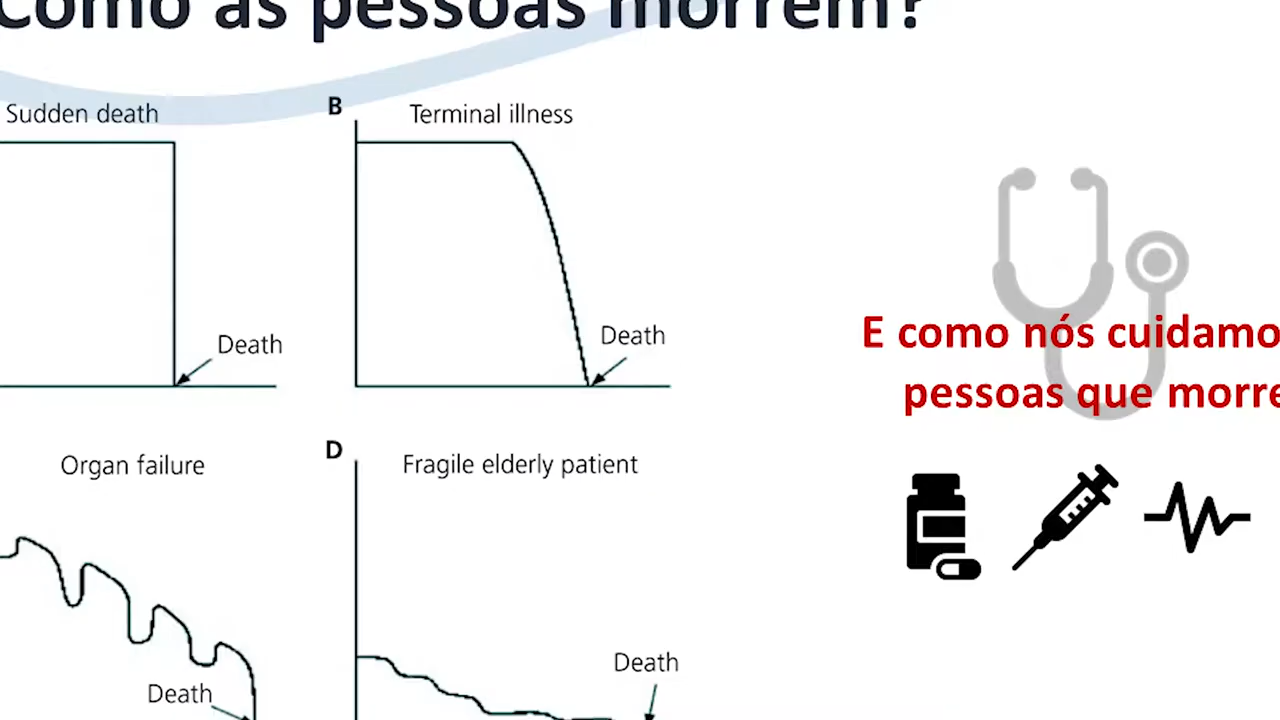 Como as pessoas morrem?
Sudden death
B
Terminal illness
Death
Death
E como nós cuidamo
pessoas que morre
Organ failure
D
Fragile elderly patient
Death
Death